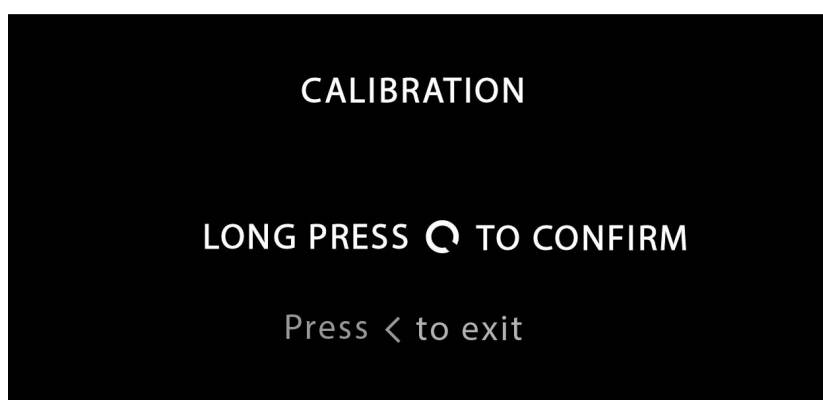 CALIBRATION
LONG PRESS TO CONFIRM
Press < to exit